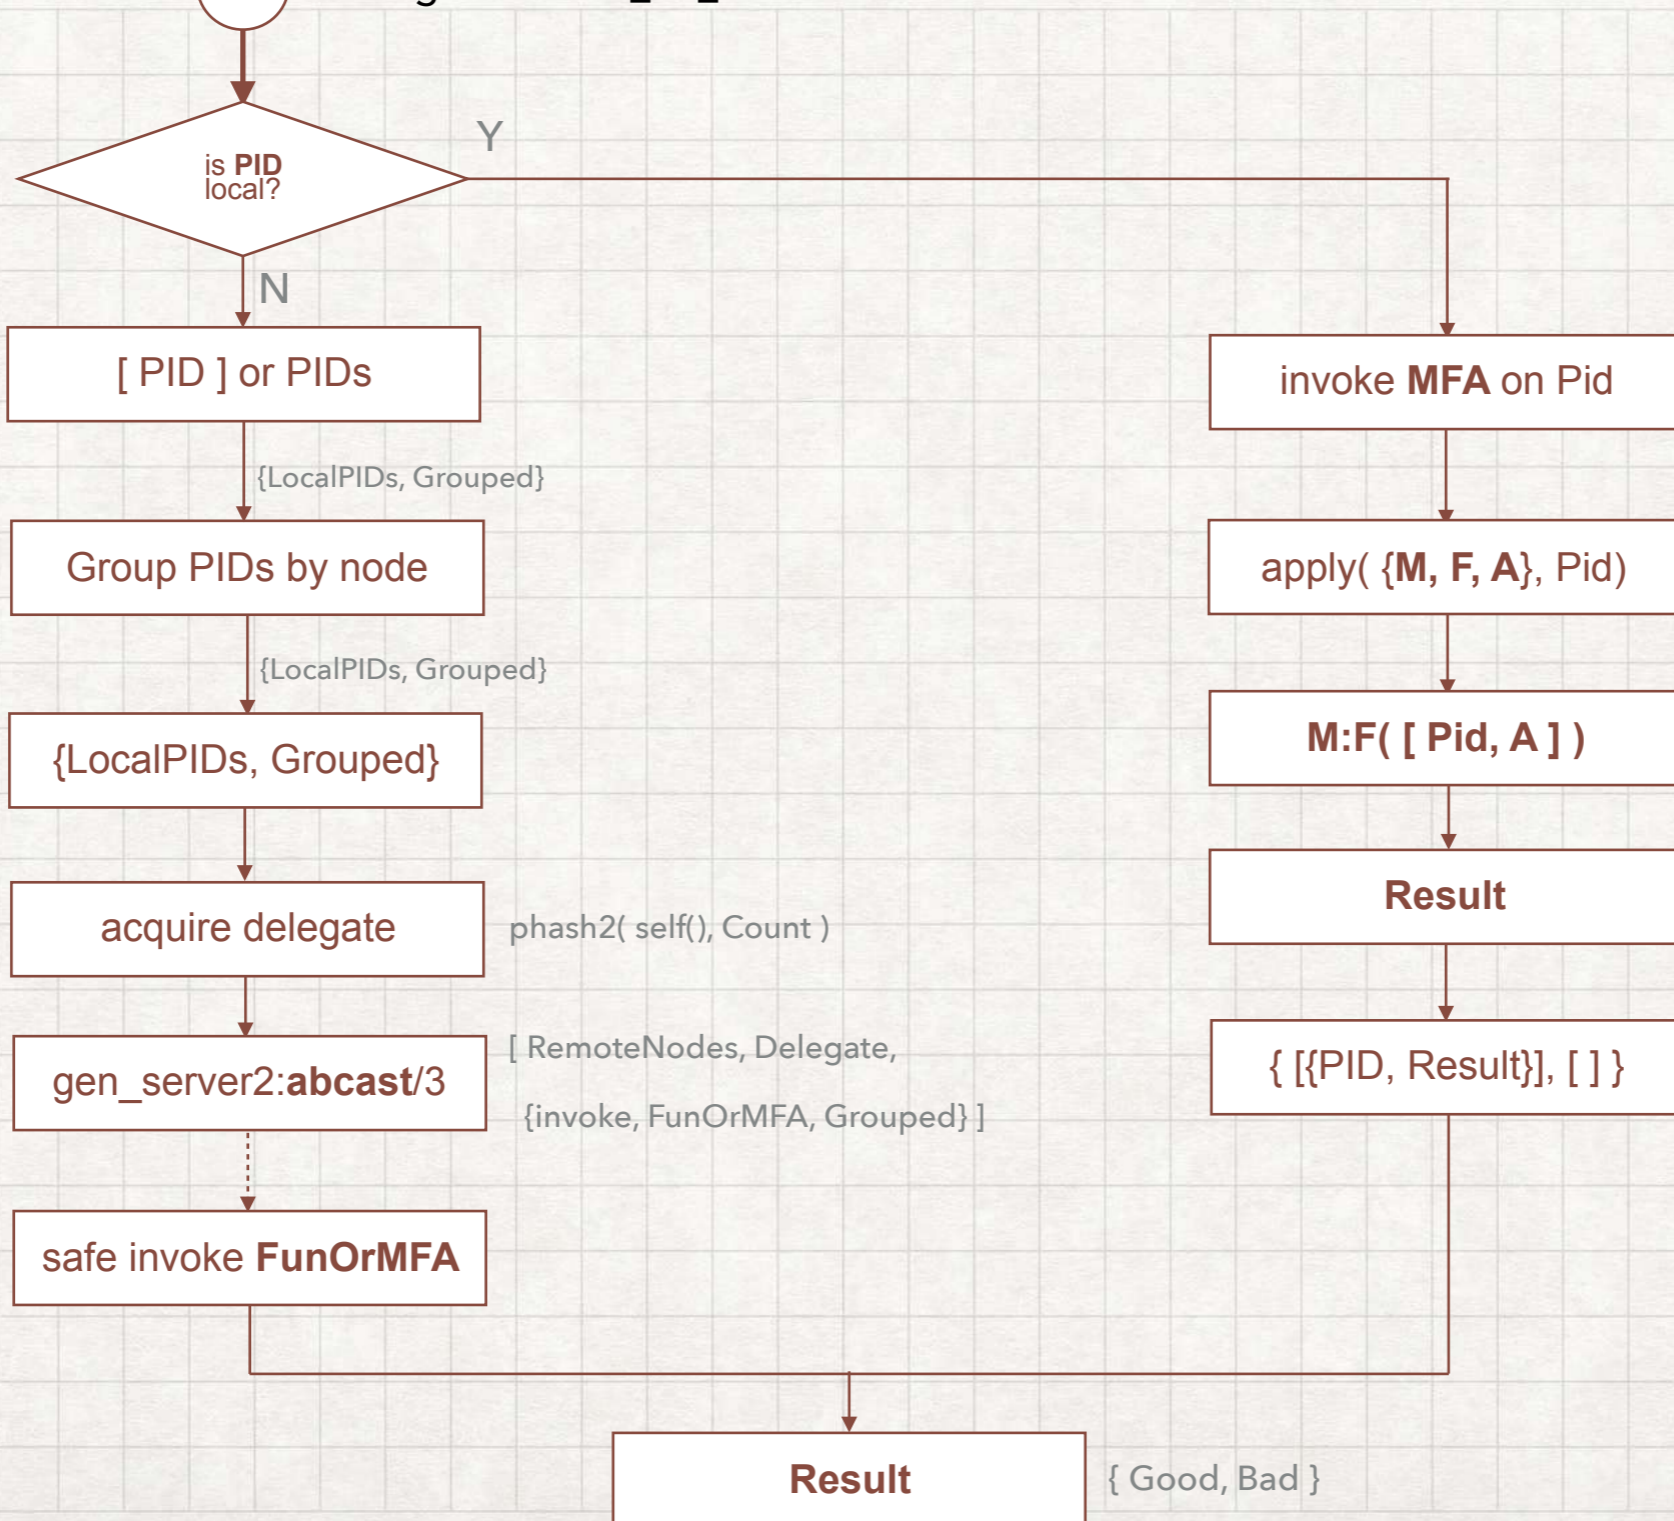 Y
is PID
local?
N
[ PID ] or PIDs
invoke MFA on Pid
{LocalPIDs, Grouped}
Group PIDs by node
apply( {M, F, A}, Pid)
{LocalPIDs, Grouped}
{LocalPIDs, Grouped}
M:F( [ Pid, A ] )
acquire delegate
phash2( self(), Count )
Result
gen_server2:abcast/3
[ RemoteNodes, Delegate,
{invoke, FunOrMFA, Grouped} ]
{ [{PID, Result}], [ ] }
safe invoke FunOrMFA
Result
{ Good, Bad }